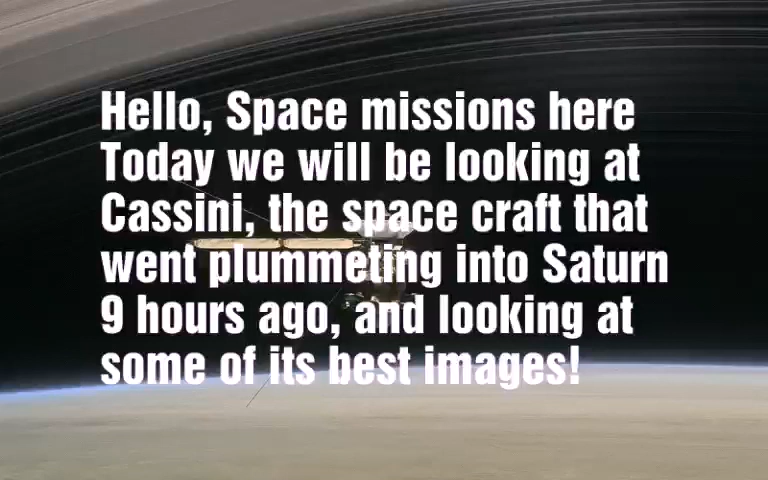 Hello, Space missions here
Today we will be looking at
Cassini, the space craft that
went plummeting into Saturn
9 hours ago, and looking at
some of its best images!